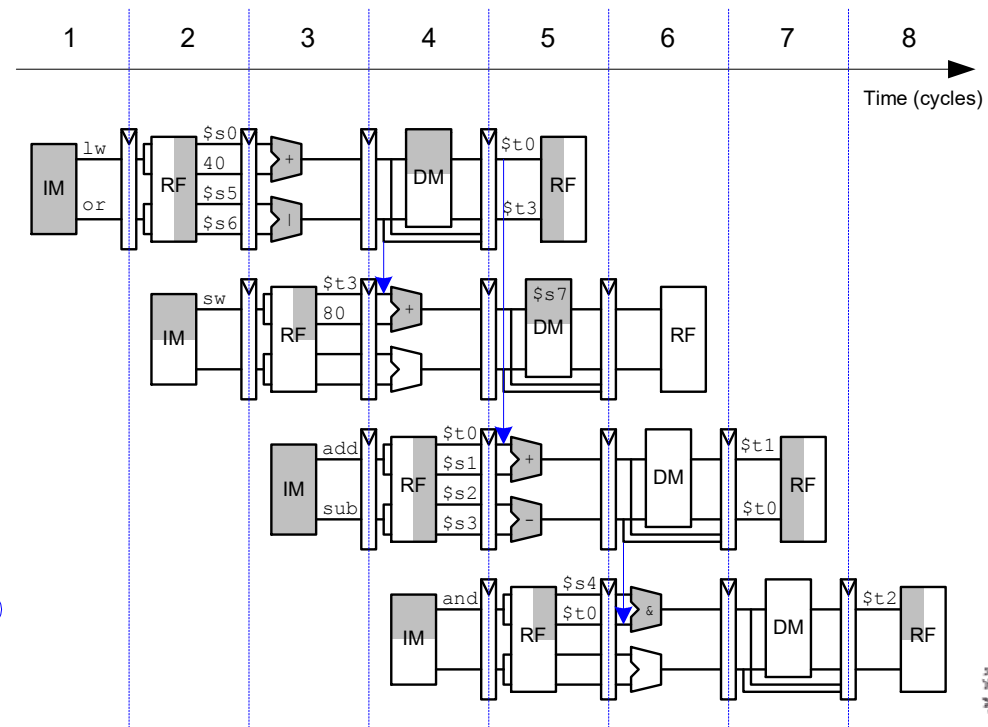 1 2 3 4 5 6 7 8
Time (cycles)
IM
lw
or
RF
$s0
40
$s5
$s6
+
|
DM
$t0
$t3
RF
IM
sw
RF
$t3
80
+
$s7
DM
RF
IM
add
sub
RF
$t0
$s1
$s2
$s3
+
-
DM
$t1
$t0
RF
IM
and
RF
$s4
$t0
&
DM
$t2
RF